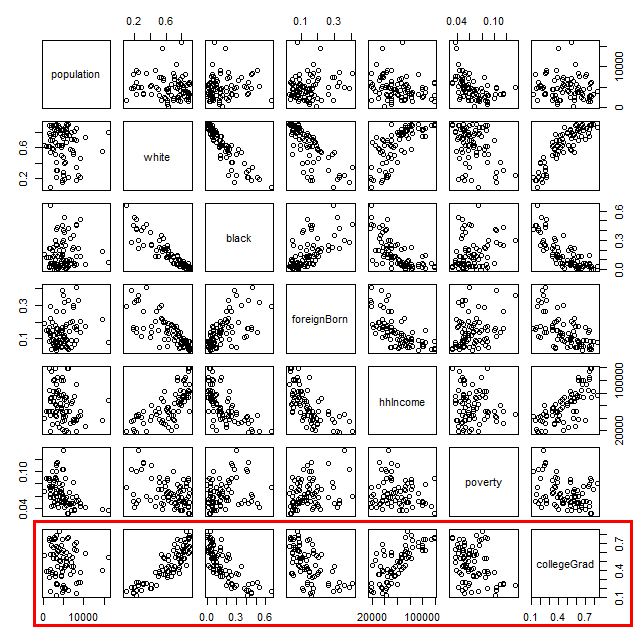 0.2 0.6
0.1 0.3
0.04 0.10
population
0 10000
white
0.2 0.6
black
0.0 0.3 0.6
foreignBorn
0.1 0.3
hhIncome
20000 100000
poverty
0.04 0.10
collegeGrad
0.1 0.4 0.7
0 10000
0.0 0.3 0.6
20000 100000
0.1 0.4 0.7